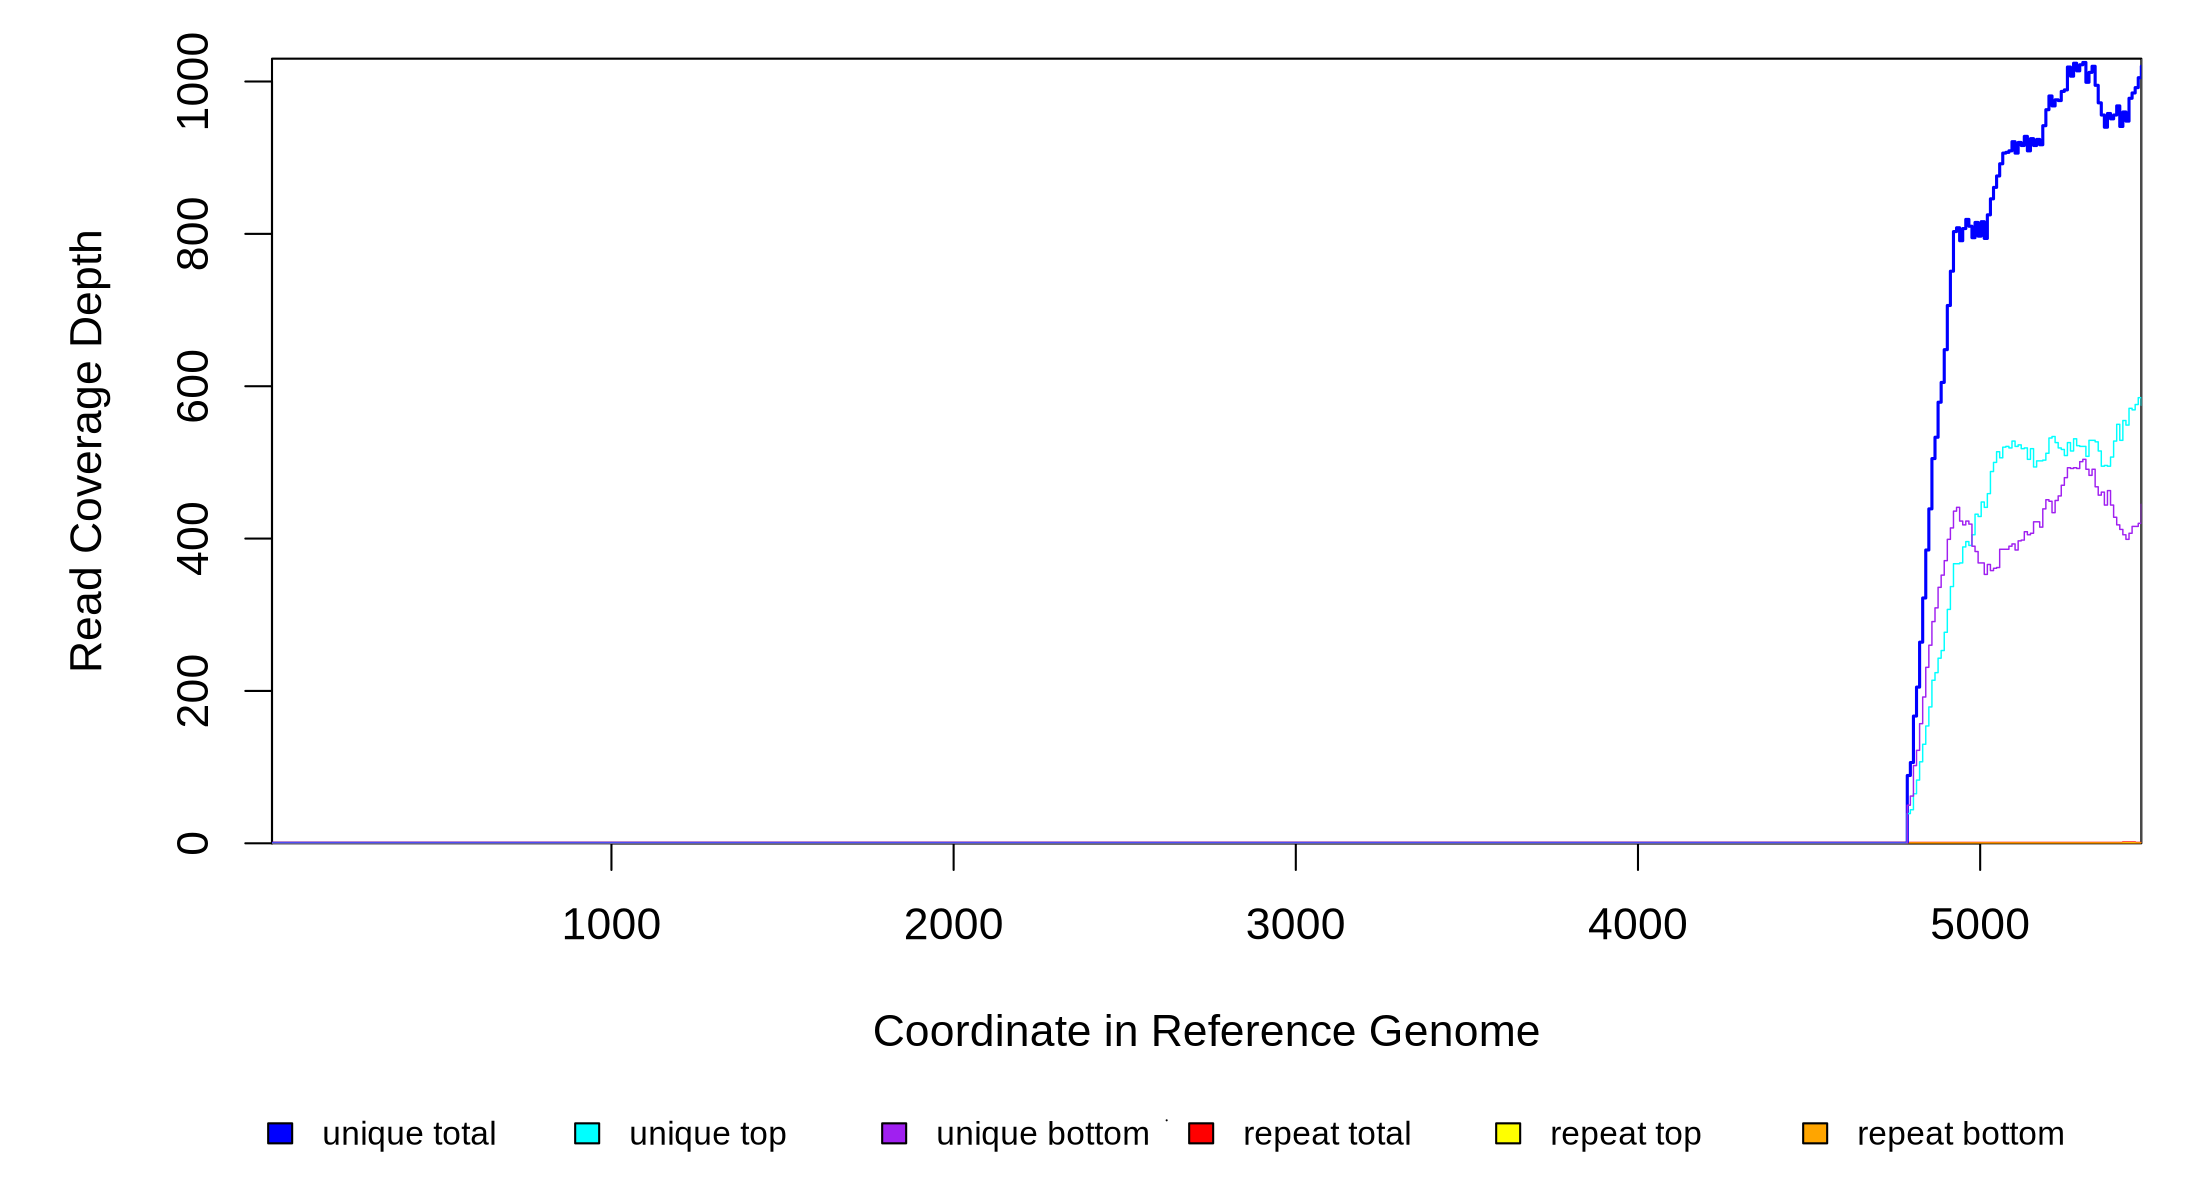 Read Coverage Depth
1000
800
600
400
200
0
1000 2000 3000 4000 5000
Coordinate in Reference Genome
unique total unique top unique bottom repeat total repeat top repeat bottom